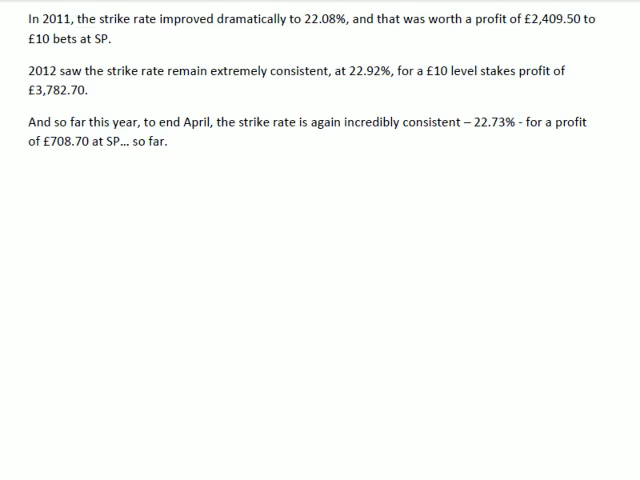 In 2011, the strike rate improved dramatically to 22.08%, and that was worth a profit of £2,409.50 to
£10 bets at SP.
2012 saw the strike rate remain extremely consistent, at 22.92%, for a £10 level stakes profit of
£3,782.70.
And so far this year, to end April, the strike rate is again incredibly consistent – 22.73% - for a profit
of £708.70 at SP… so far.